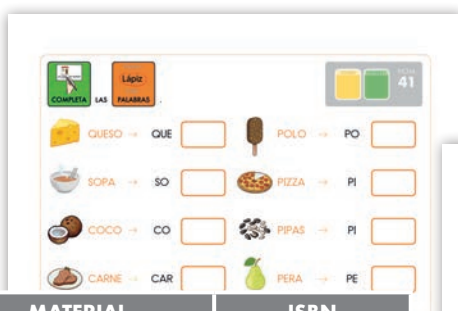 Lápiz
FICHA 41
COMPLETA LAS PALABRAS.
QUESO → QUE
POLO → PO
SOPA → SO
PIZZA → PI
COCO → CO
PIPAS → PI
CARNE → CAR
PERA → PE
MATERIAL ISBN